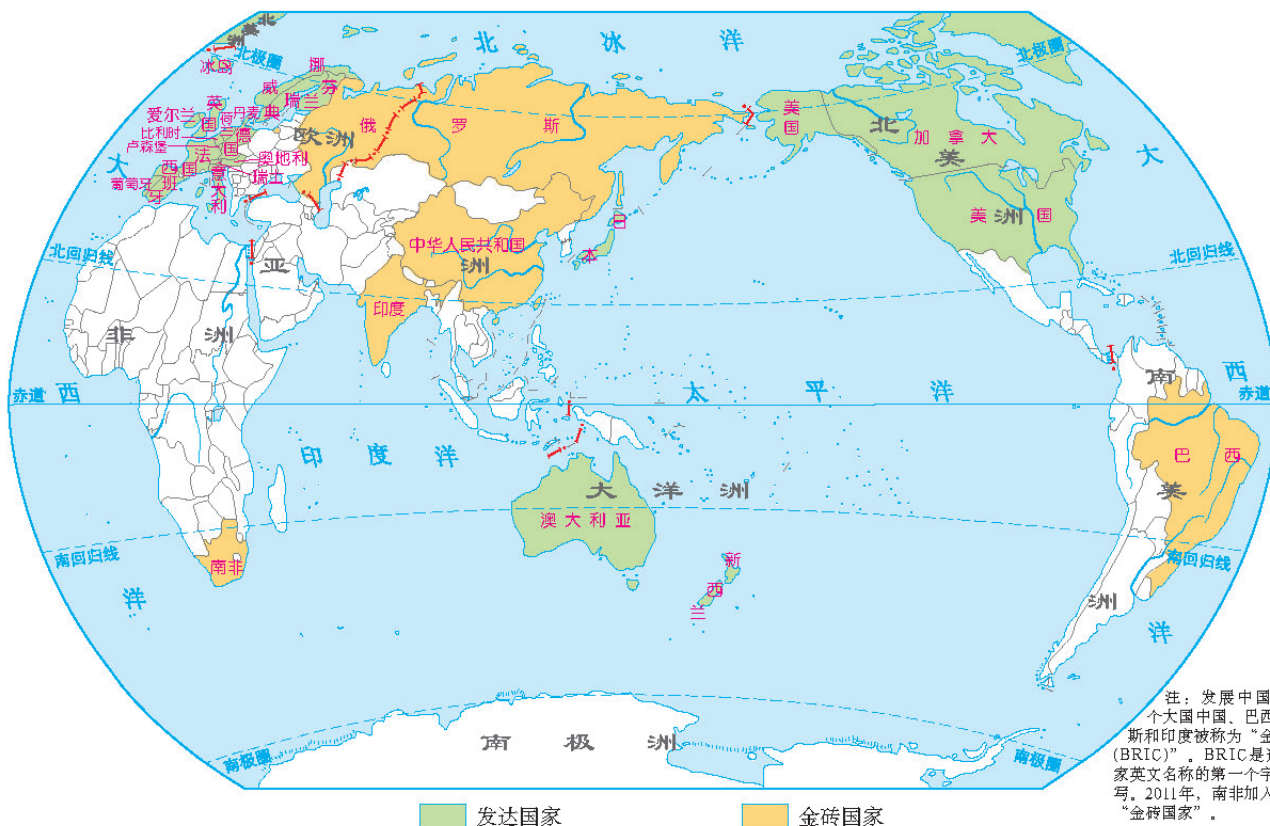 北冰洋
北极圈
北极圈
冰岛
挪威
瑞典
芬兰
爱尔兰
英国
荷兰
丹麦
德国
比利时
卢森堡
法国
奥地利
瑞士
西班牙
葡萄牙
意大利
欧洲
俄罗斯
美国
北美洲
加拿大
美国
大西洋
大西洋
北回归线
北回归线
亚洲
中华人民共和国
日本
印度
非洲
太平洋
赤道
赤道
印度洋
南美洲
巴西
大洋洲
澳大利亚
新西兰
南非
南回归线
南回归线
南极洲
南极圈
南极圈
注：发展中国
个大国中国、巴西
斯和印度被称为“金
(BRIC)”。BRIC是
家英文名称的第一个字
写。2011年，南非加入
“金砖国家”。
发达国家
金砖国家